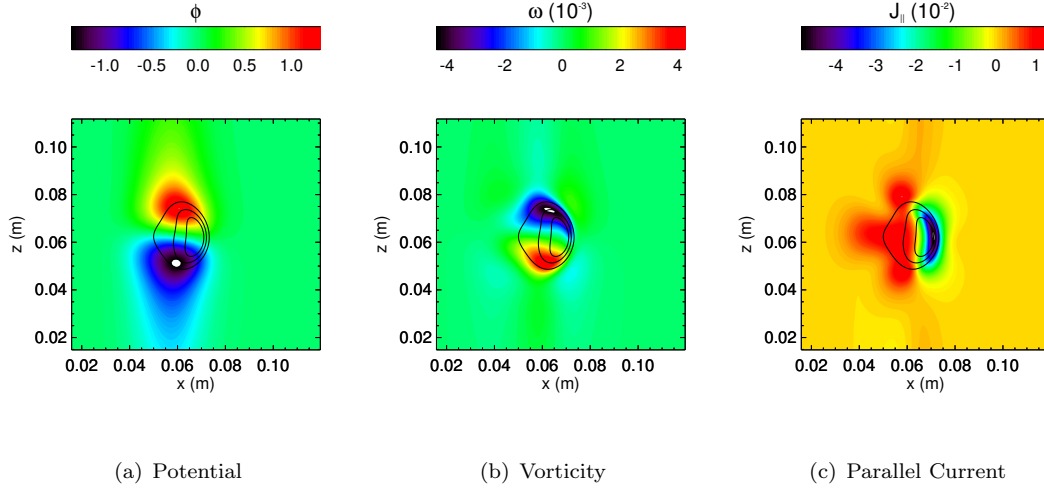 ϕ
ω (10⁻³)
J∥ (10⁻²)
-1.0 -0.5 0.0 0.5 1.0
-4 -2 0 2 4
-4 -3 -2 -1 0 1
0.10
0.08
0.06
0.04
0.02
z (m)
0.02 0.04 0.06 0.08 0.10
x (m)
0.10
0.08
0.06
0.04
0.02
z (m)
0.02 0.04 0.06 0.08 0.10
x (m)
0.10
0.08
0.06
0.04
0.02
z (m)
0.02 0.04 0.06 0.08 0.10
x (m)
(a) Potential
(b) Vorticity
(c) Parallel Current